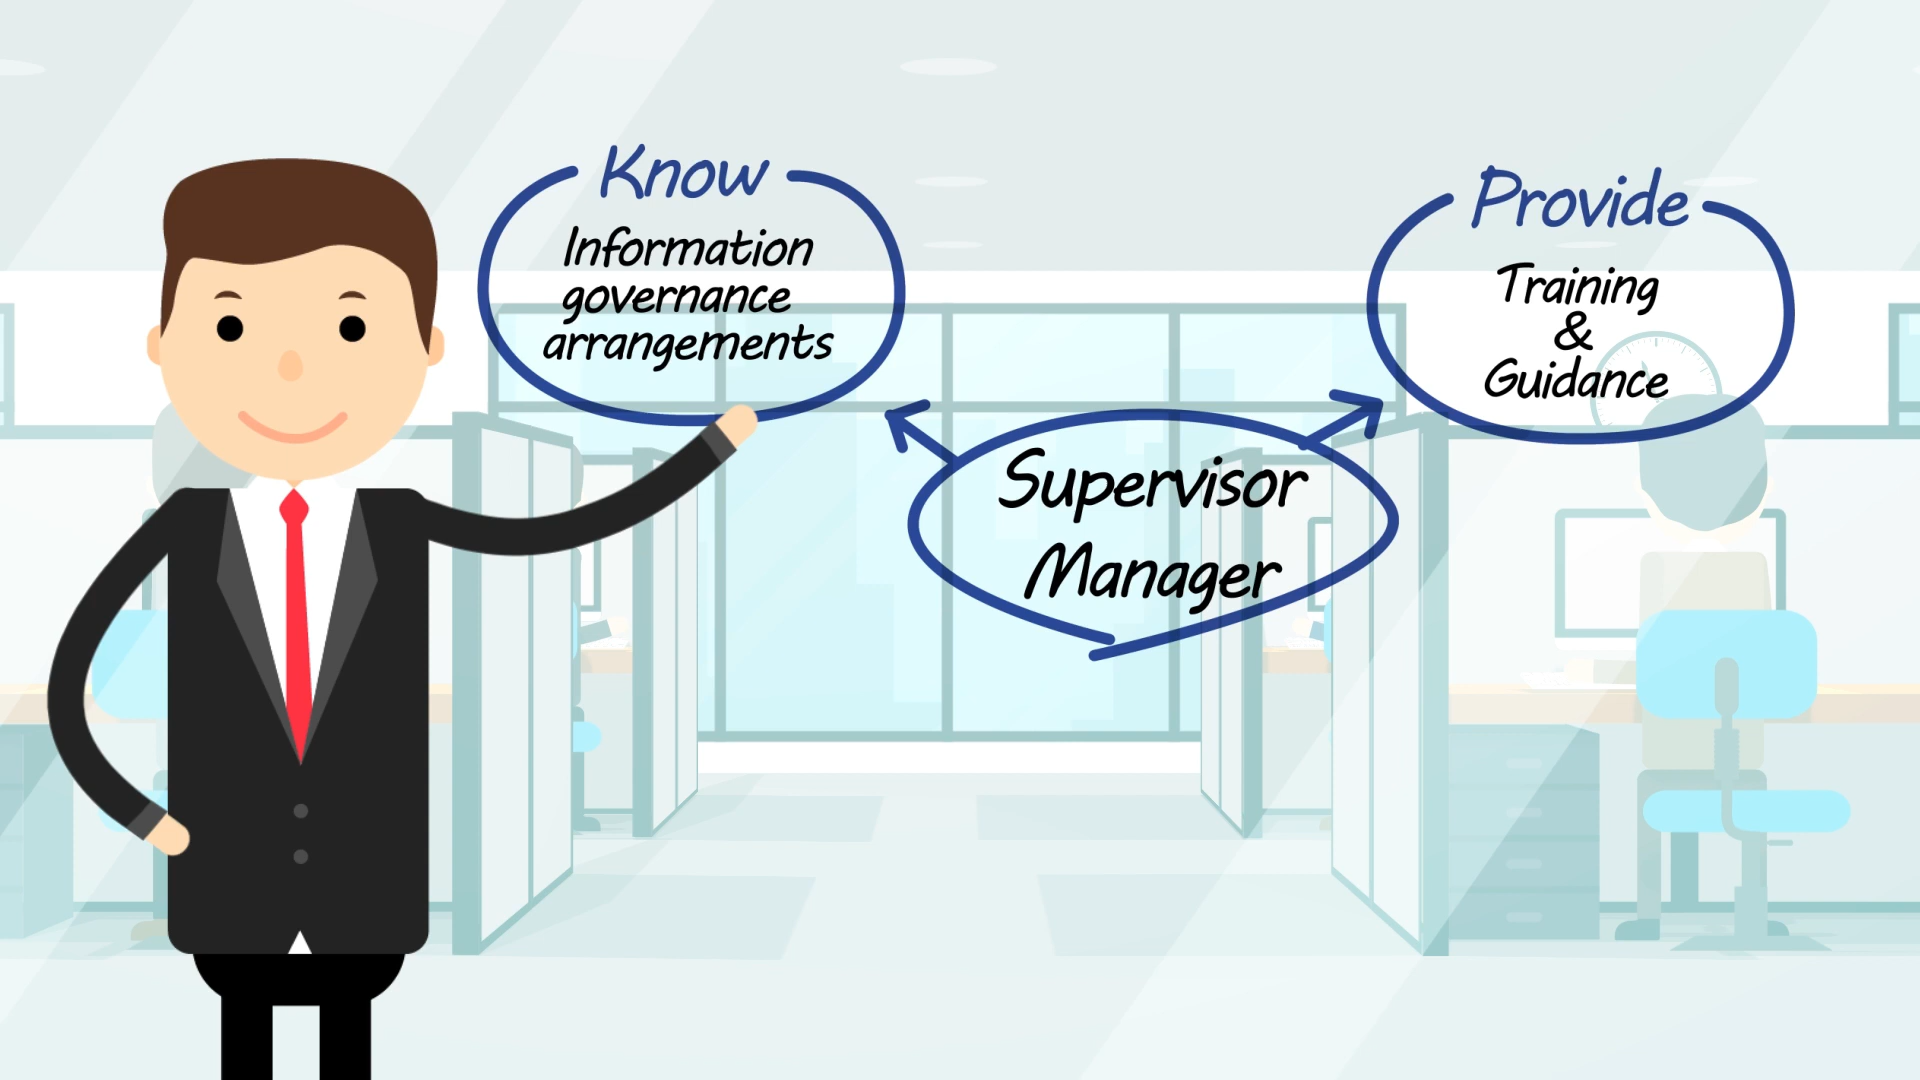 Know
Information
governance
arrangements
Provide
Training
&
Guidance
Supervisor
Manager